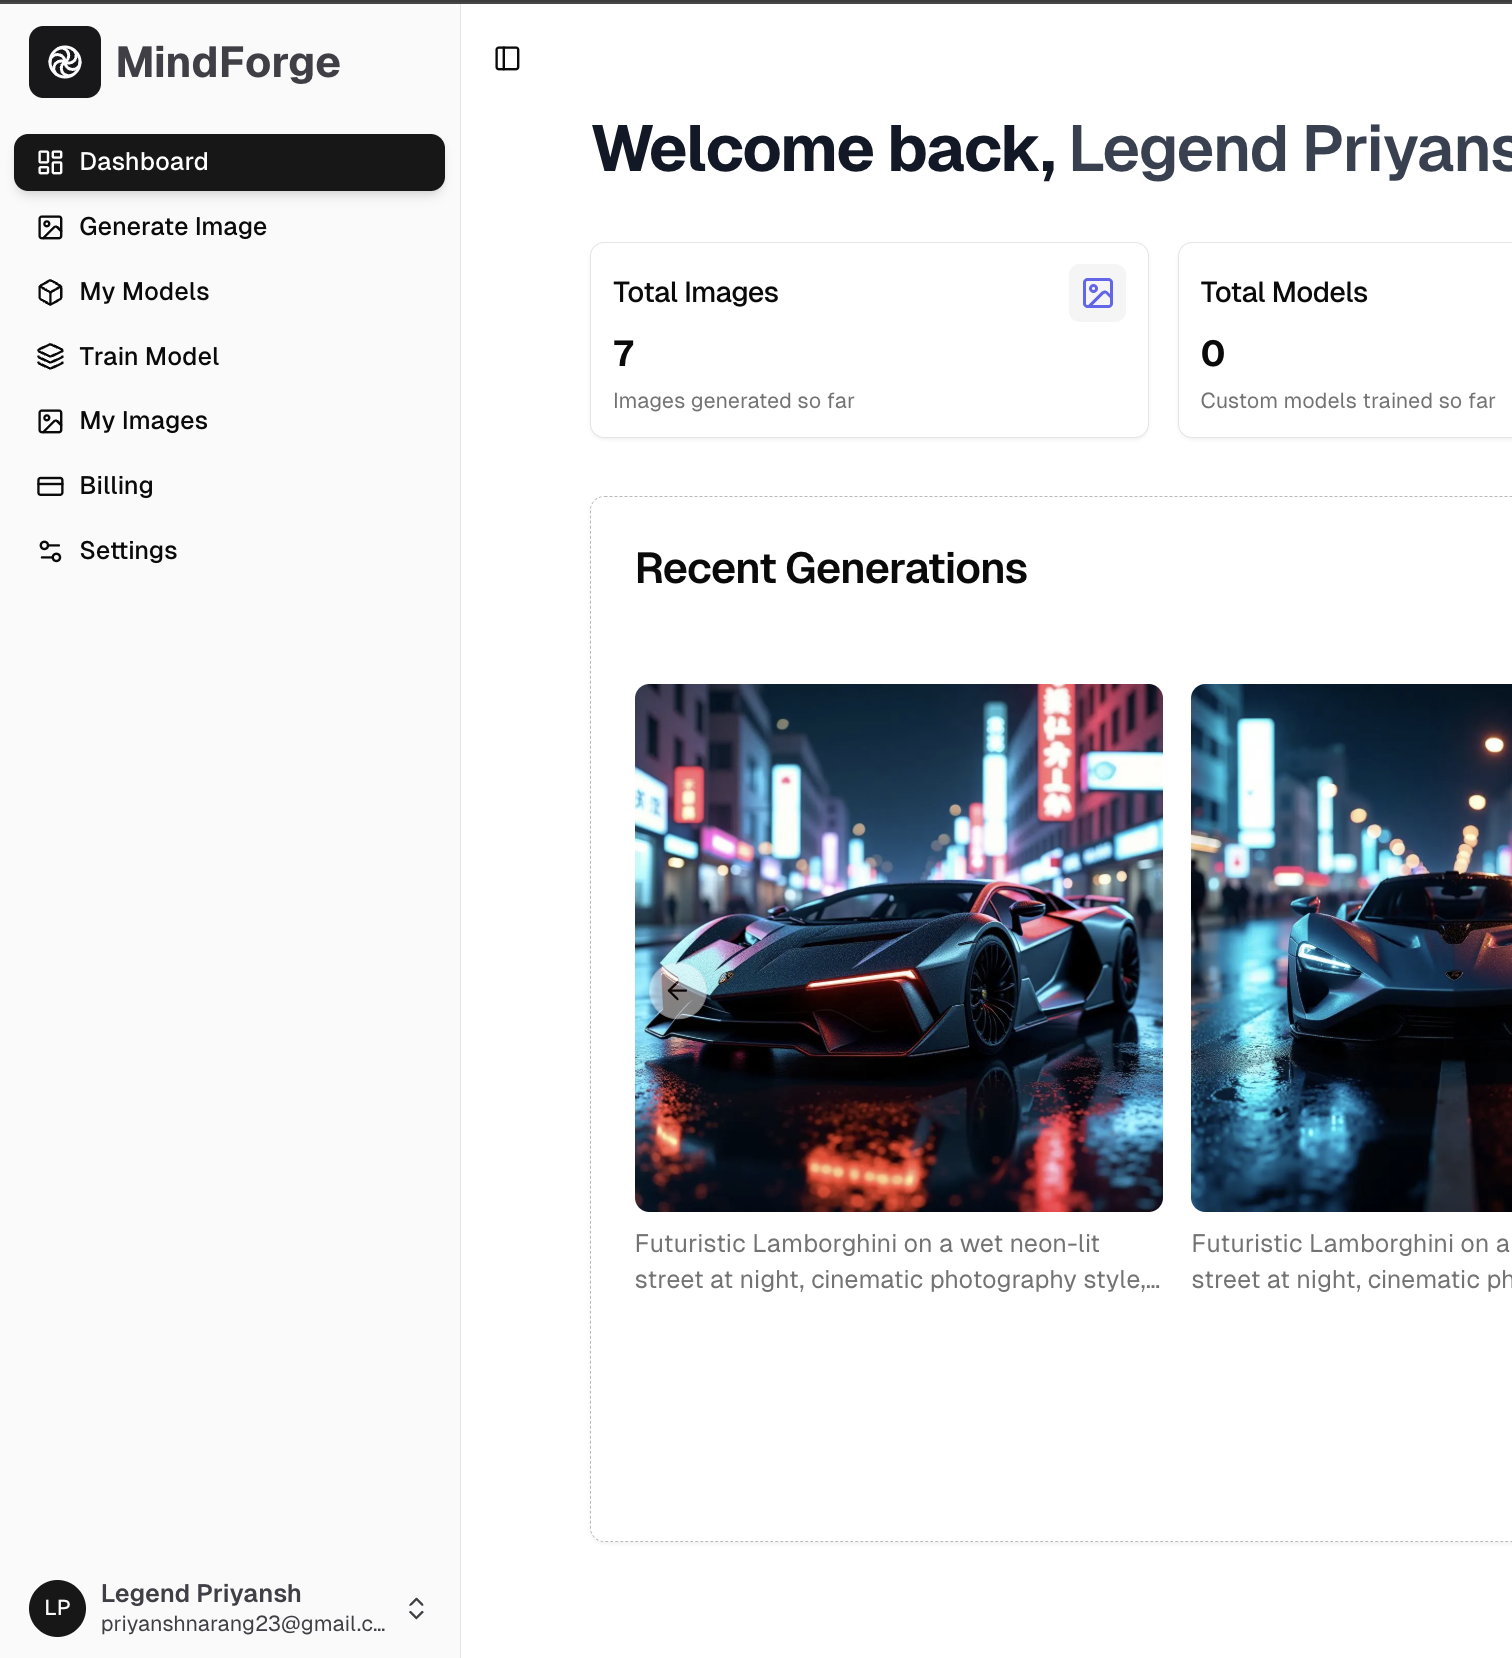 MindForge
Dashboard
Generate Image
My Models
Train Model
My Images
Billing
Settings
Legend Priyansh
priyanshnarang23@gmail.c...
LP
Welcome back, Legend Priyans
Total Images
7
Images generated so far
Total Models
0
Custom models trained so far
Recent Generations
Futuristic Lamborghini on a wet neon-lit
street at night, cinematic photography style,...
Futuristic Lamborghini on a
street at night, cinematic ph